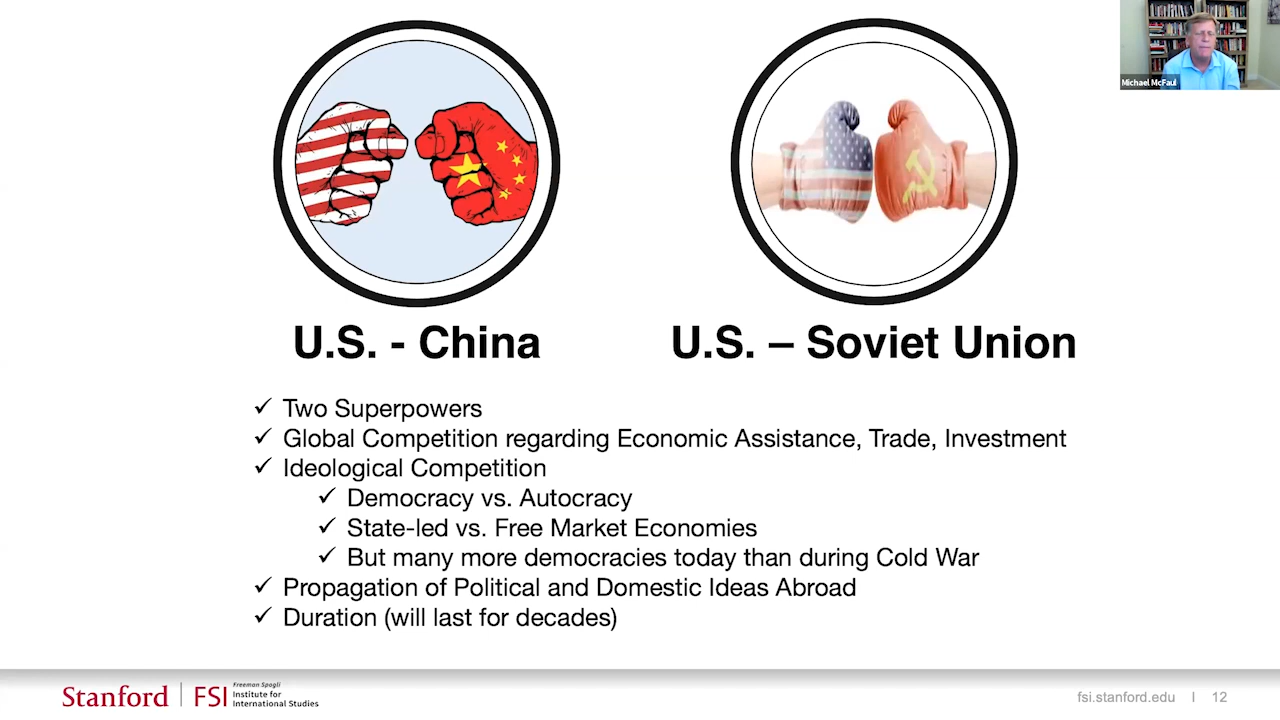 Michael McFaul
U.S. - China
U.S. – Soviet Union
✓ Two Superpowers
✓ Global Competition regarding Economic Assistance, Trade, Investment
✓ Ideological Competition
✓ Democracy vs. Autocracy
✓ State-led vs. Free Market Economies
✓ But many more democracies today than during Cold War
✓ Propagation of Political and Domestic Ideas Abroad
✓ Duration (will last for decades)
Stanford | FSI
Freeman Spogli
Institute for
International Studies
fsi.stanford.edu | 12